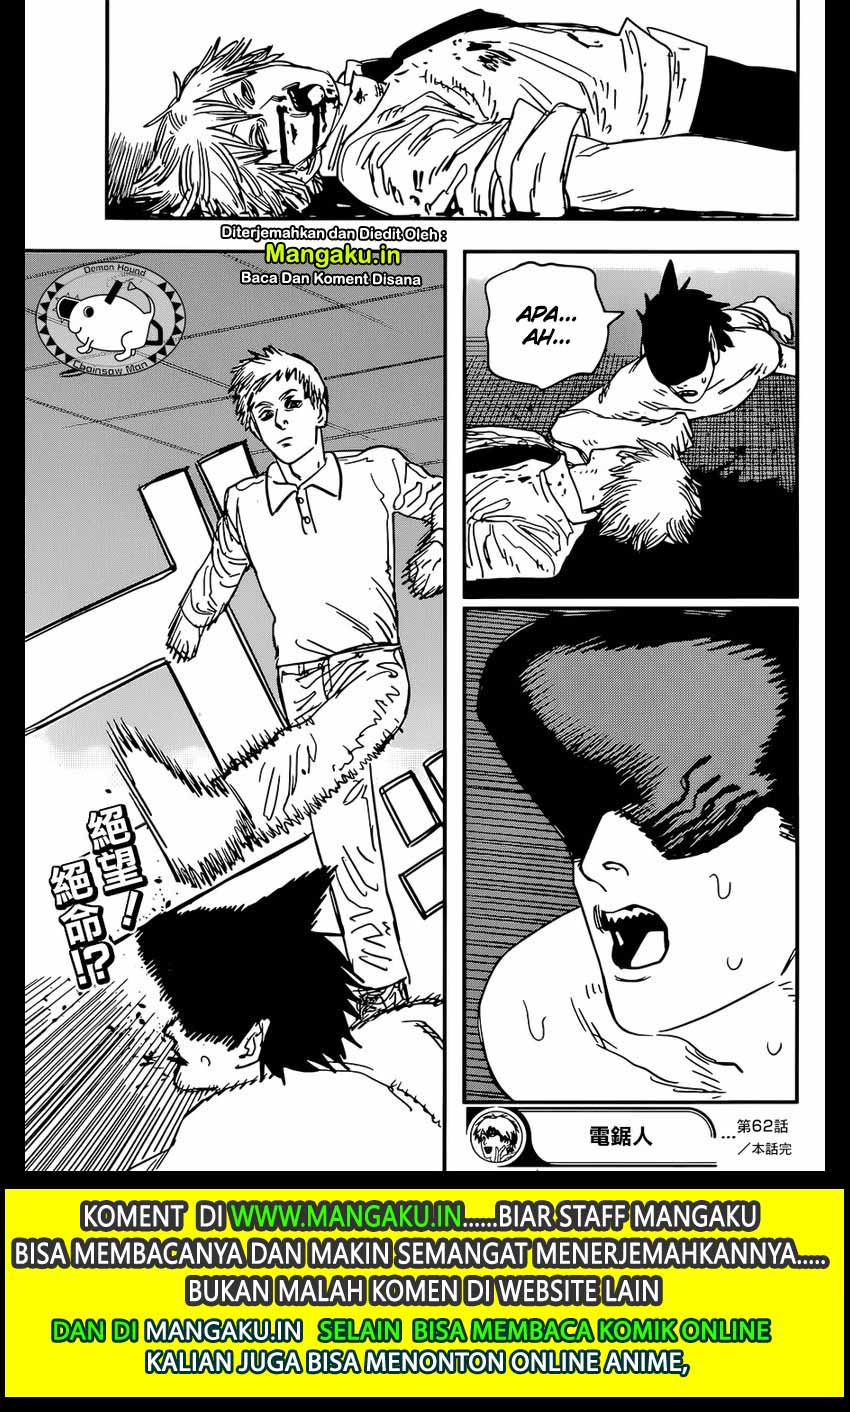 Diterjemahkan dan Diedit Oleh :
Mangaku.in
Baca Dan Koment Disana
Demon Hound
Chainsaw Man
APA...
AH...
絕望！
絕命!?
電鋸人
...第62話
／本話完
KOMENT DI WWW.MANGAKU.IN......BIAR STAFF MANGAKU
BISA MEMBACANYA DAN MAKIN SEMANGAT MENERJEMAHKANNYA.....
BUKAN MALAH KOMEN DI WEBSITE LAIN
DAN DI MANGAKU.IN SELAIN BISA MEMBACA KOMIK ONLINE
KALIAN JUGA BISA MENONTON ONLINE ANIME,